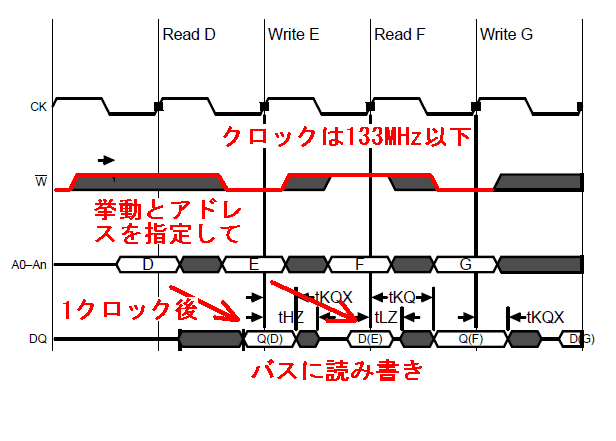 Read D Write E Read F Write G
CK
クロックは133MHz以下
W
挙動とアドレ
スを指定して
A0–An D E F G
1クロック後 tKQX tKQ
tHZ tLZ tKQX
DQ Q(D) D(E) Q(F) D(G)
バスに読み書き